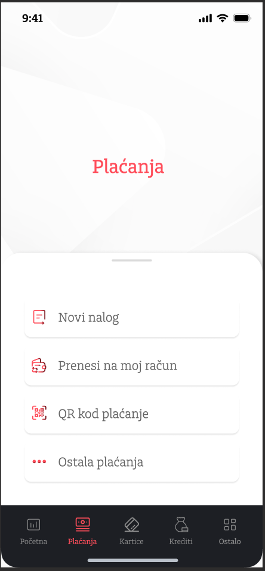 9:41
Plaćanja
Novi nalog
Prenesi na moj račun
QR kod plaćanje
Ostala plaćanja
Početna
Plaćanja
Kartice
Krediti
Ostalo